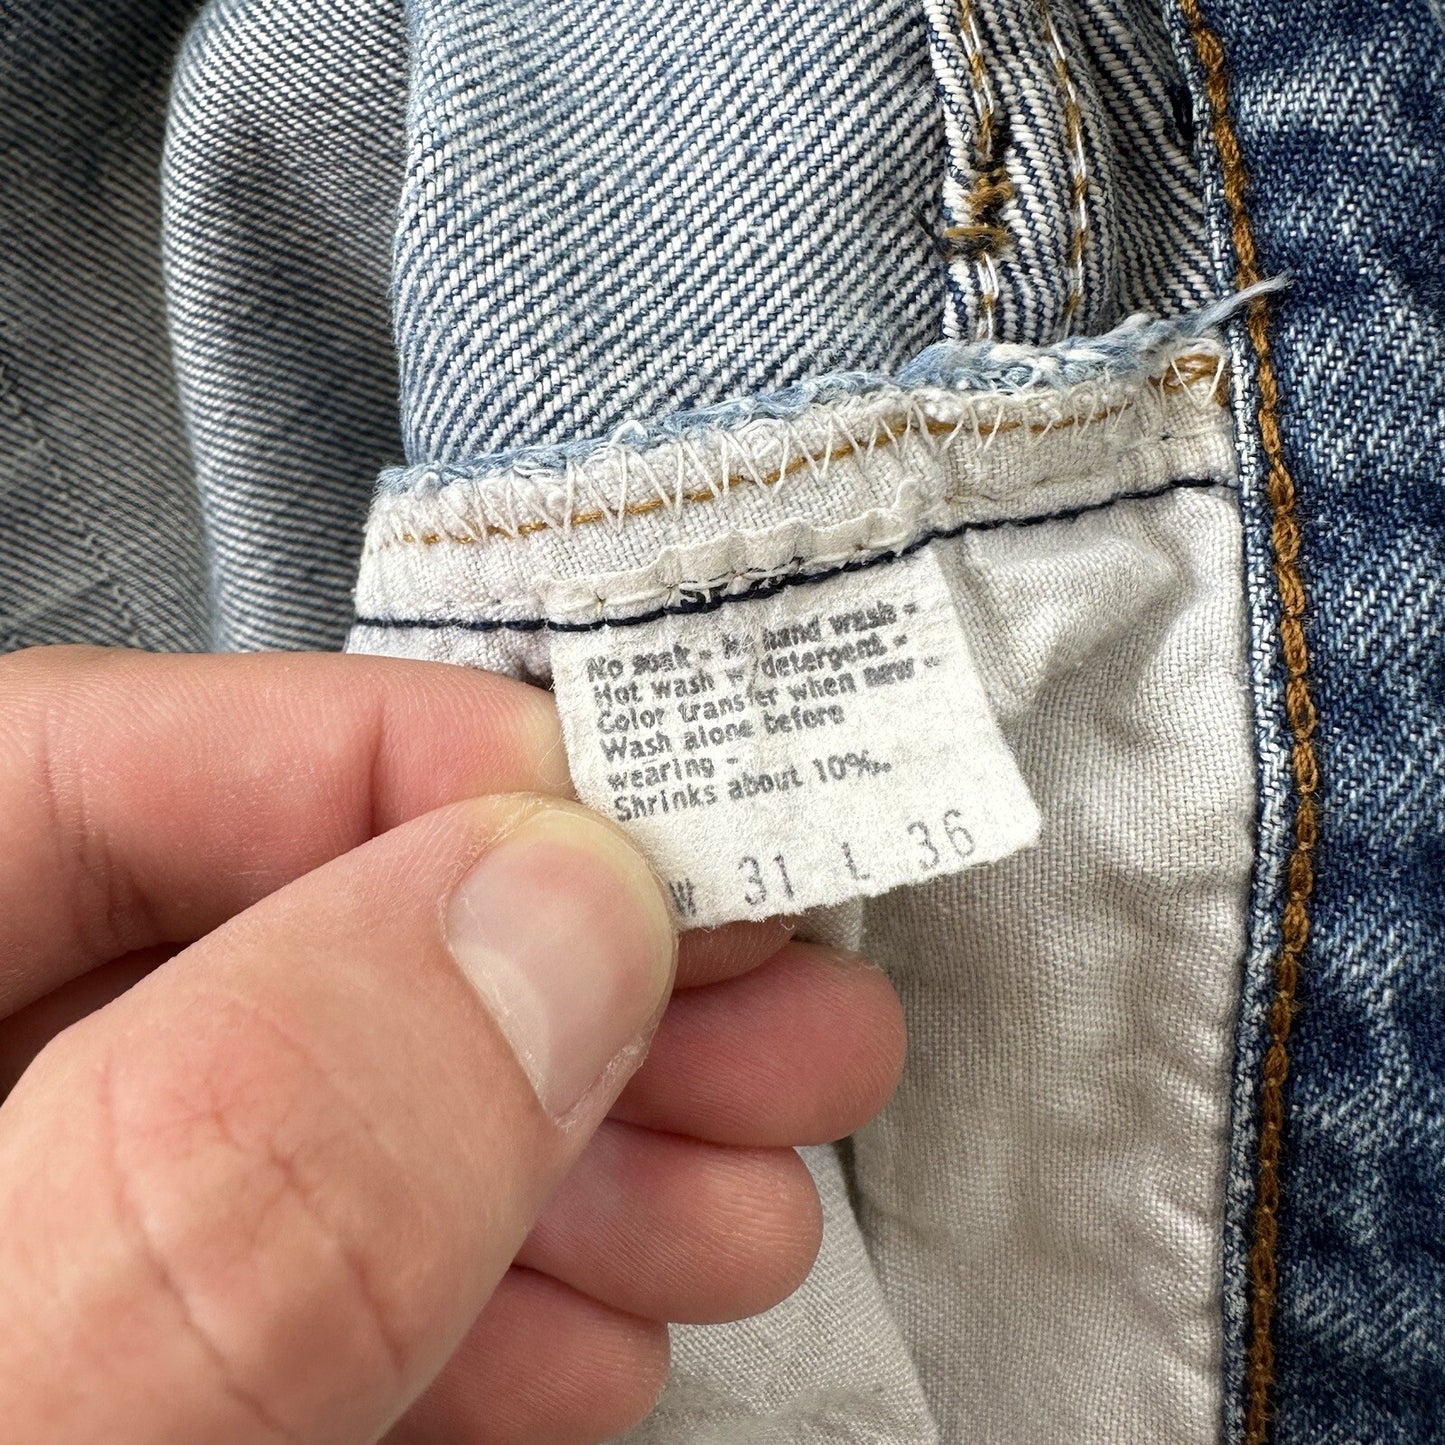 No soak - No hand wash -
Hot wash w/detergent -
Color transfer when new -
Wash alone before
wearing -
Shrinks about 10%.
W 31 L 36